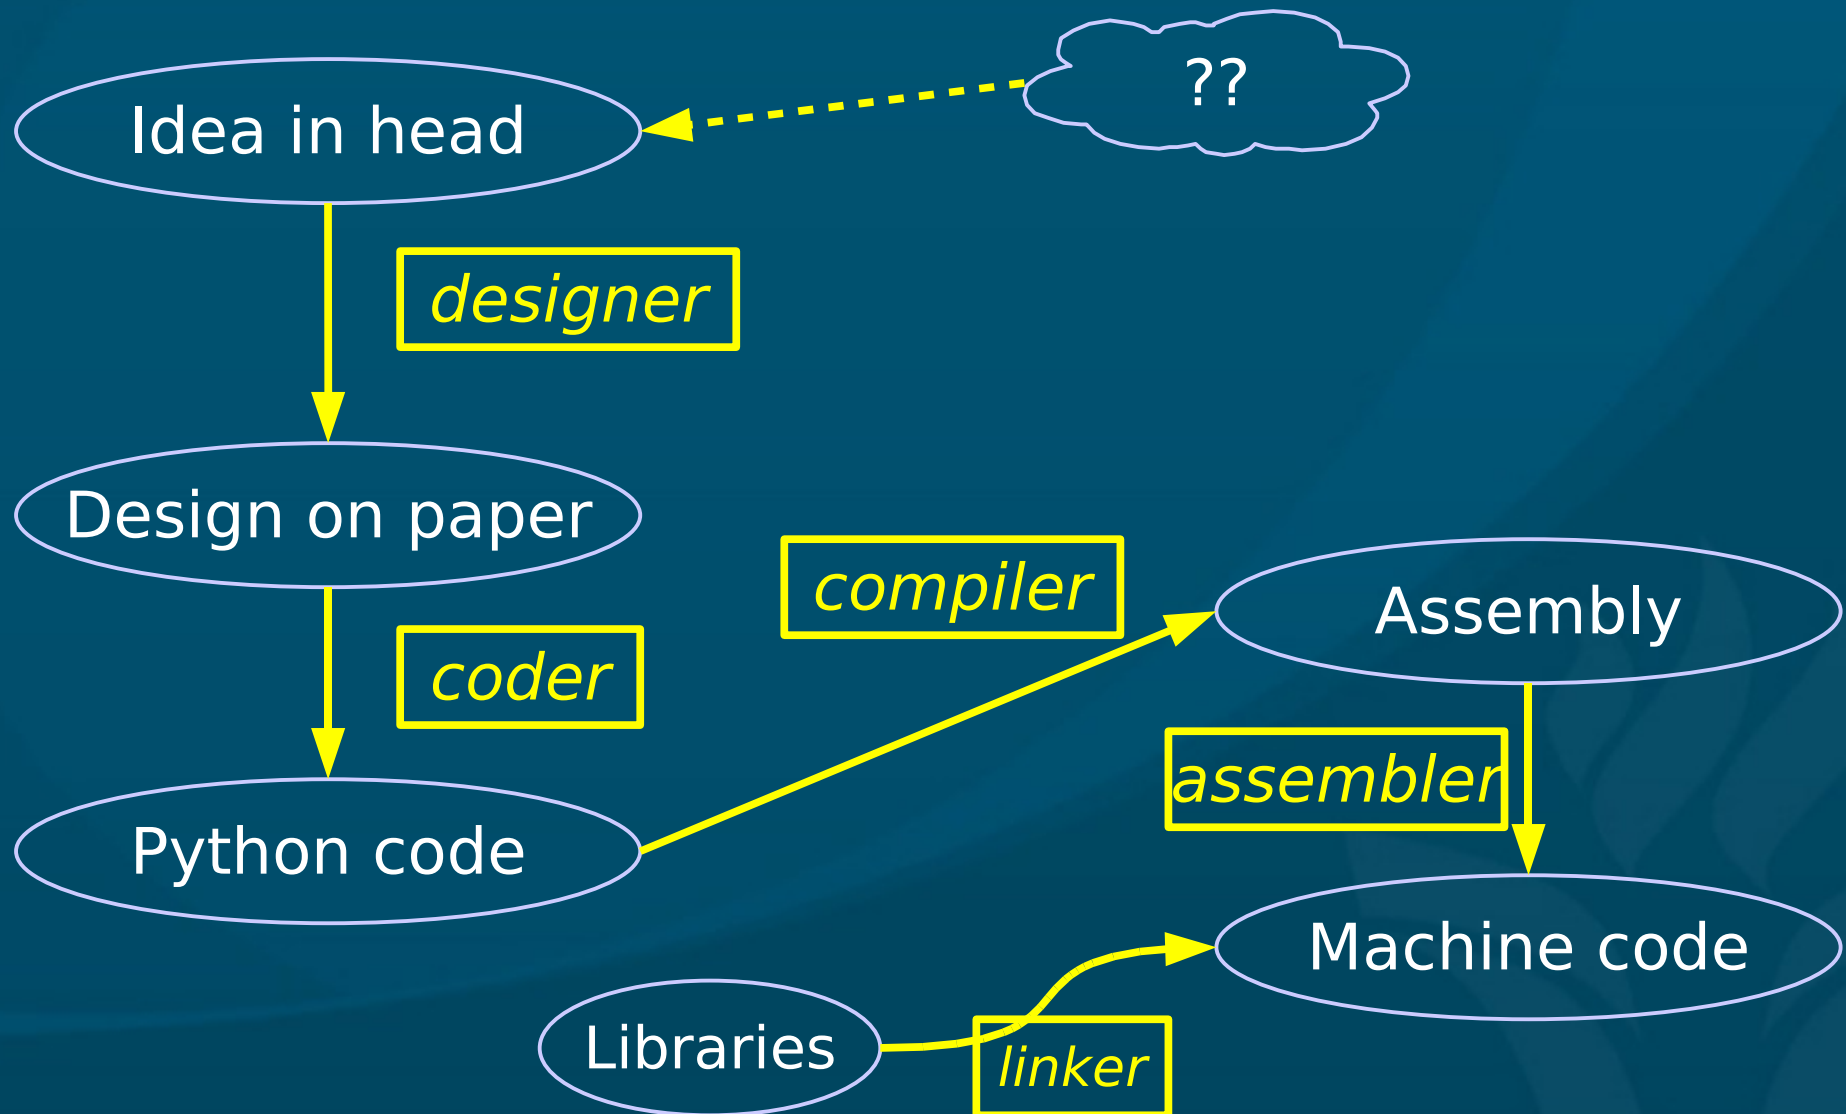 ??
Idea in head
designer
Design on paper
coder
compiler
Assembly
assembler
Python code
Machine code
Libraries
linker